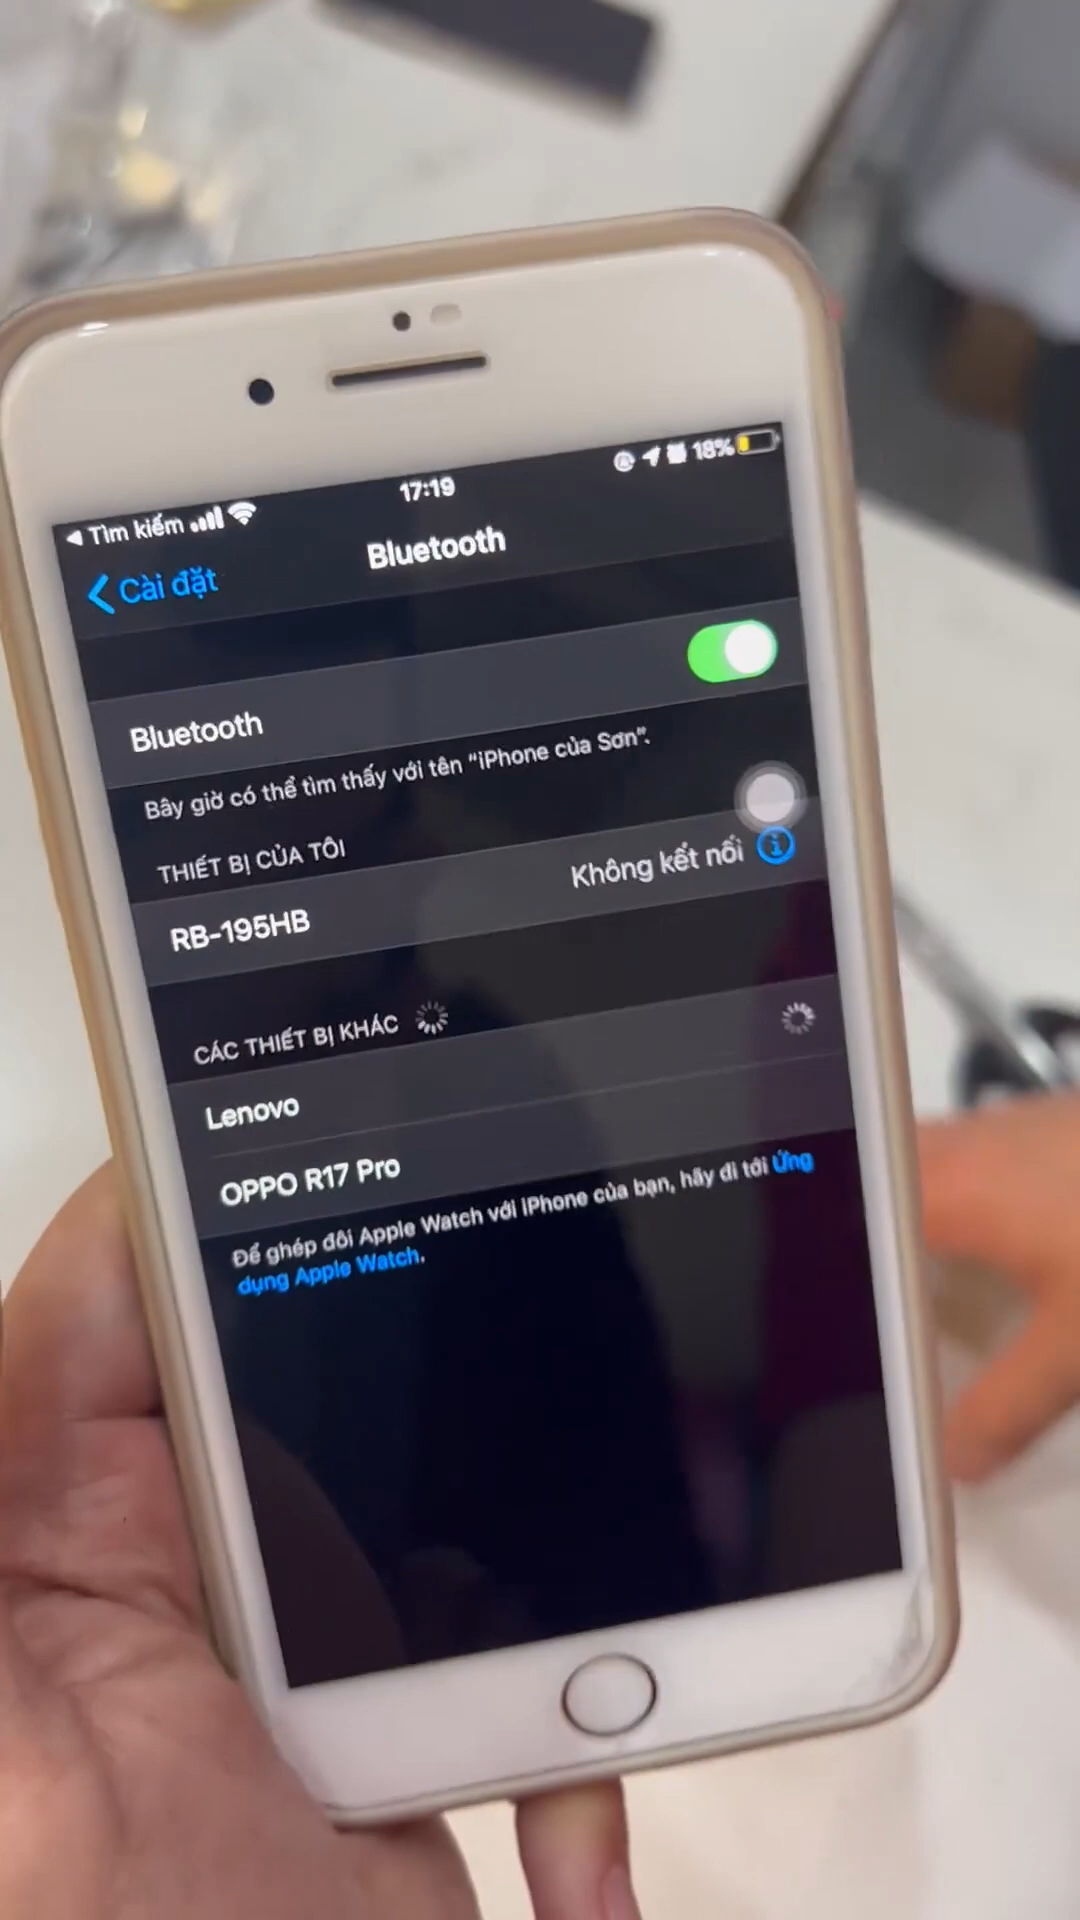 Tìm kiếm 17:19 18%
Cài đặt Bluetooth
Bluetooth
Bây giờ có thể tìm thấy với tên “iPhone của Sơn”.
THIẾT BỊ CỦA TÔI
RB-195HB Không kết nối
CÁC THIẾT BỊ KHÁC
Lenovo
OPPO R17 Pro
Để ghép đôi Apple Watch với iPhone của bạn, hãy đi tới Ứng
dụng Apple Watch.